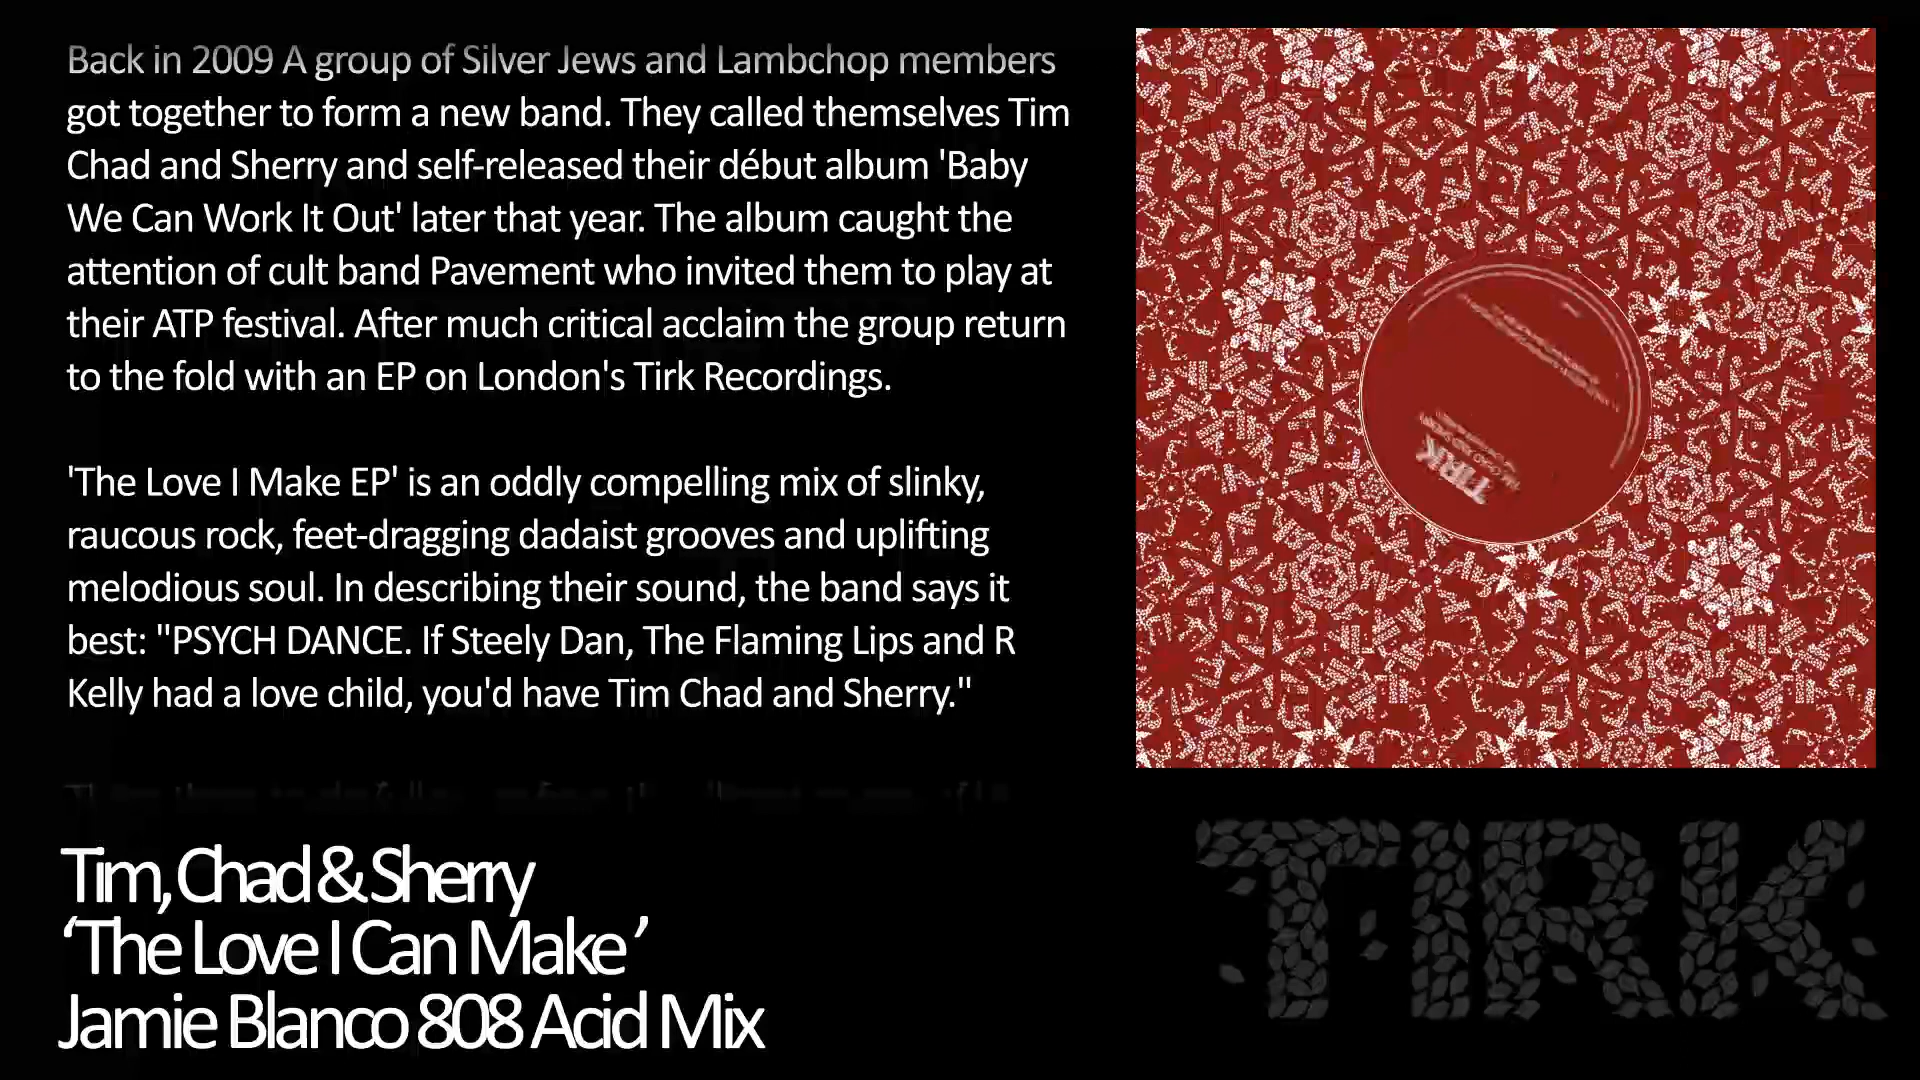 Back in 2009 A group of Silver Jews and Lambchop members
got together to form a new band. They called themselves Tim
Chad and Sherry and self-released their début album 'Baby
We Can Work It Out' later that year. The album caught the
attention of cult band Pavement who invited them to play at
their ATP festival. After much critical acclaim the group return
to the fold with an EP on London's Tirk Recordings.
'The Love I Make EP' is an oddly compelling mix of slinky,
raucous rock, feet-dragging dadaist grooves and uplifting
melodious soul. In describing their sound, the band says it
best: "PSYCH DANCE. If Steely Dan, The Flaming Lips and R
Kelly had a love child, you'd have Tim Chad and Sherry."
Tim, Chad & Sherry
‘The Love I Can Make ’
Jamie Blanco 808 Acid Mix
TIRK
TIRK